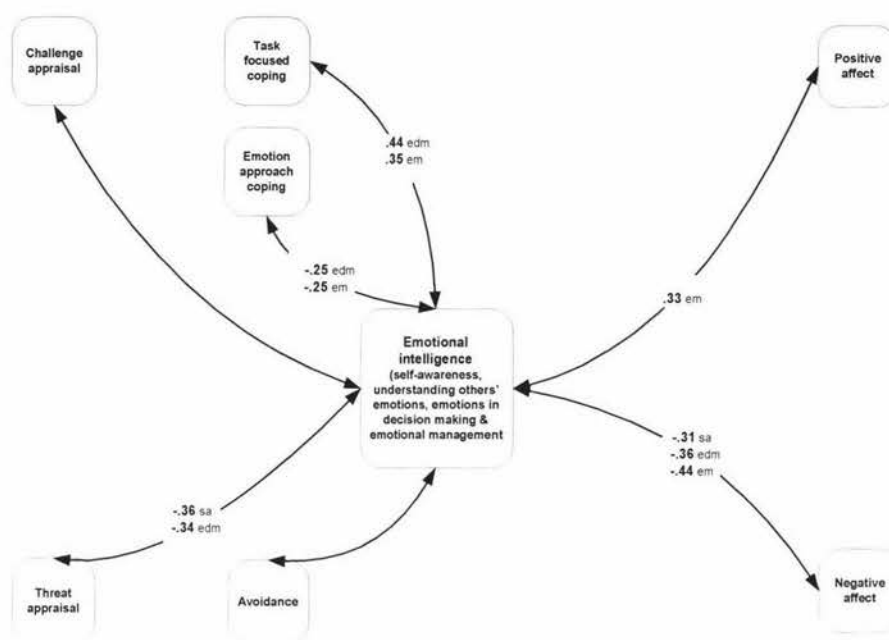 Challenge
appraisal
Task
focused
coping
Positive
affect
.44 edm
.35 em
Emotion
approach
coping
-.25 edm
-.25 em
.33 em
Emotional
intelligence
(self-awareness,
understanding others'
emotions, emotions in
decision making &
emotional management
-.31 sa
-.36 edm
-.44 em
-.36 sa
-.34 edm
Threat
appraisal
Avoidance
Negative
affect